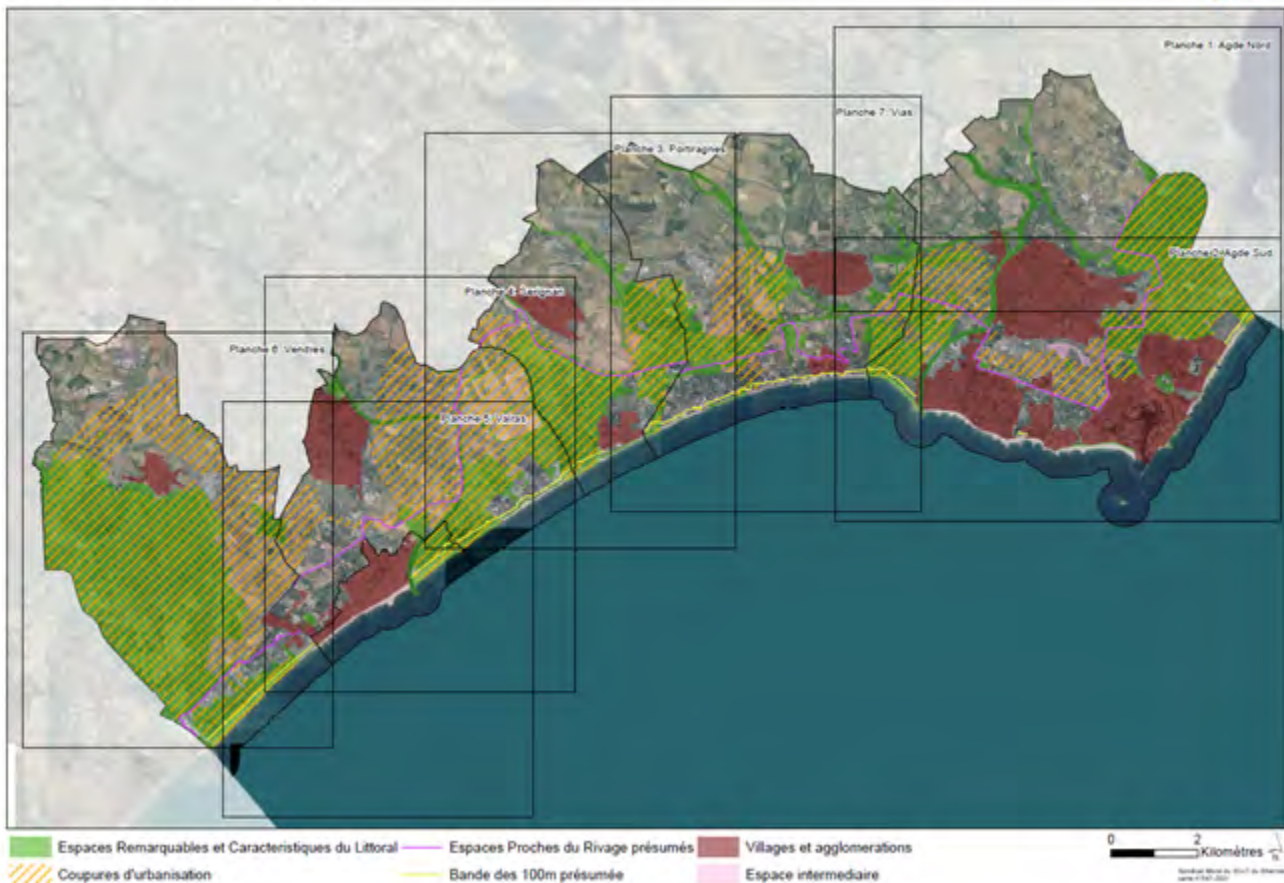 Planche 1: Agde Nord
Planche 7: Vias
Planche 3: Portiragnes
Planche 2: Agde Sud
Planche 4: Serignan
Planche 6: Vendres
Planche 5: Valras
Espaces Remarquables et Caracteristiques du Littoral
Espaces Proches du Rivage présumés
Villages et agglomerations
0 2
Kilomètres
Coupures d'urbanisation
Bande des 100m présumée
Espace intermediaire